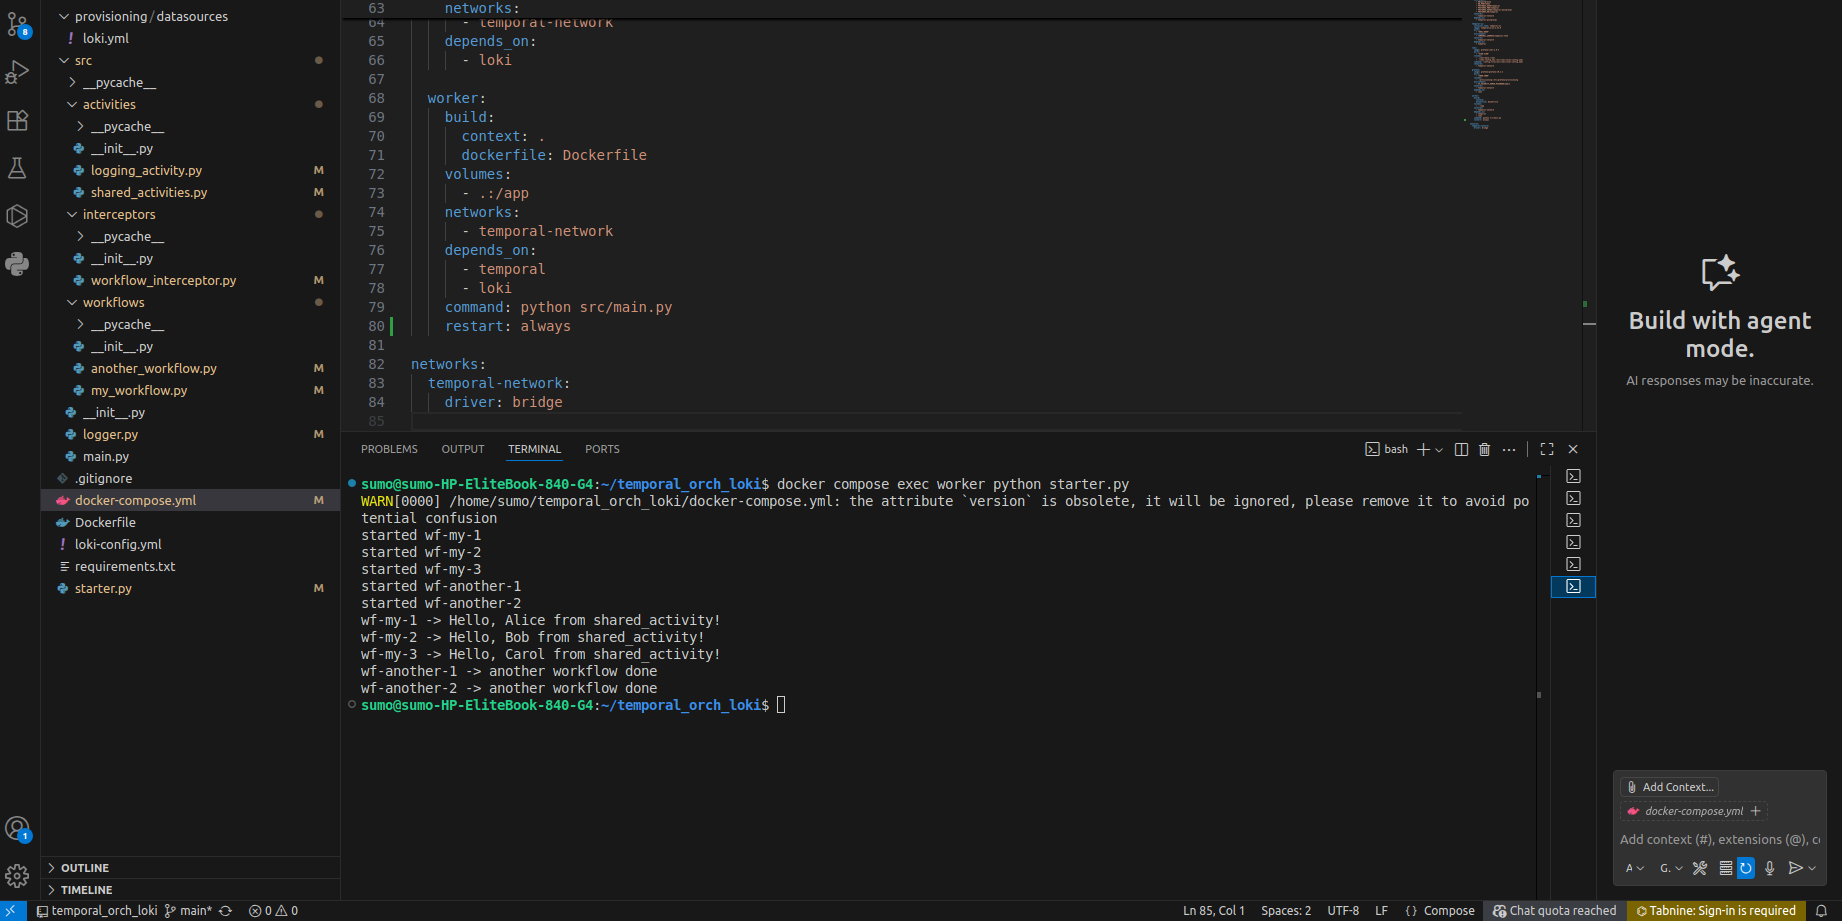 provisioning / datasources
! loki.yml
src
__pycache__
activities
__pycache__
__init__.py
logging_activity.py M
shared_activities.py M
interceptors
__pycache__
__init__.py
workflow_interceptor.py M
workflows
__pycache__
__init__.py
another_workflow.py M
my_workflow.py M
__init__.py
logger.py M
main.py
.gitignore
docker-compose.yml M
Dockerfile
! loki-config.yml
requirements.txt
starter.py M
OUTLINE
TIMELINE
8
1
63 networks:
64 - temporal-network
65 depends_on:
66 - loki
67
68 worker:
69 build:
70 context: .
71 dockerfile: Dockerfile
72 volumes:
73 - .:/app
74 networks:
75 - temporal-network
76 depends_on:
77 - temporal
78 - loki
79 command: python src/main.py
80 restart: always
81
82 networks:
83 temporal-network:
84 driver: bridge
85
PROBLEMS OUTPUT TERMINAL PORTS bash
sumo@sumo-HP-EliteBook-840-G4:~/temporal_orch_loki$ docker compose exec worker python starter.py
WARN[0000] /home/sumo/temporal_orch_loki/docker-compose.yml: the attribute `version` is obsolete, it will be ignored, please remove it to avoid po
tential confusion
started wf-my-1
started wf-my-2
started wf-my-3
started wf-another-1
started wf-another-2
wf-my-1 -> Hello, Alice from shared_activity!
wf-my-2 -> Hello, Bob from shared_activity!
wf-my-3 -> Hello, Carol from shared_activity!
wf-another-1 -> another workflow done
wf-another-2 -> another workflow done
sumo@sumo-HP-EliteBook-840-G4:~/temporal_orch_loki$
Build with agent
mode.
AI responses may be inaccurate.
Add Context...
docker-compose.yml +
Add context (#), extensions (@), c
A G.
temporal_orch_loki main* 0 0 Ln 85, Col 1 Spaces: 2 UTF-8 LF {} Compose Chat quota reached Tabnine: Sign-in is required